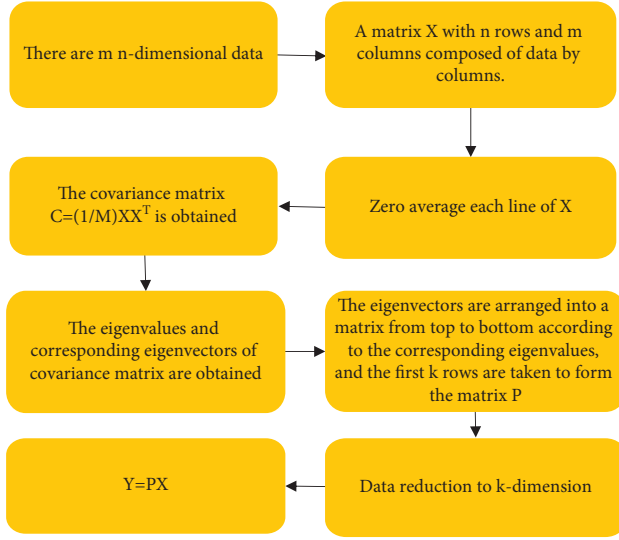 There are m n-dimensional data
A matrix X with n rows and m
columns composed of data by
columns.
Zero average each line of X
The covariance matrix
C=(1/M)XX^T is obtained
The eigenvalues and
corresponding eigenvectors of
covariance matrix are obtained
The eigenvectors are arranged into a
matrix from top to bottom according
to the corresponding eigenvalues,
and the first k rows are taken to form
the matrix P
Data reduction to k-dimension
Y=PX